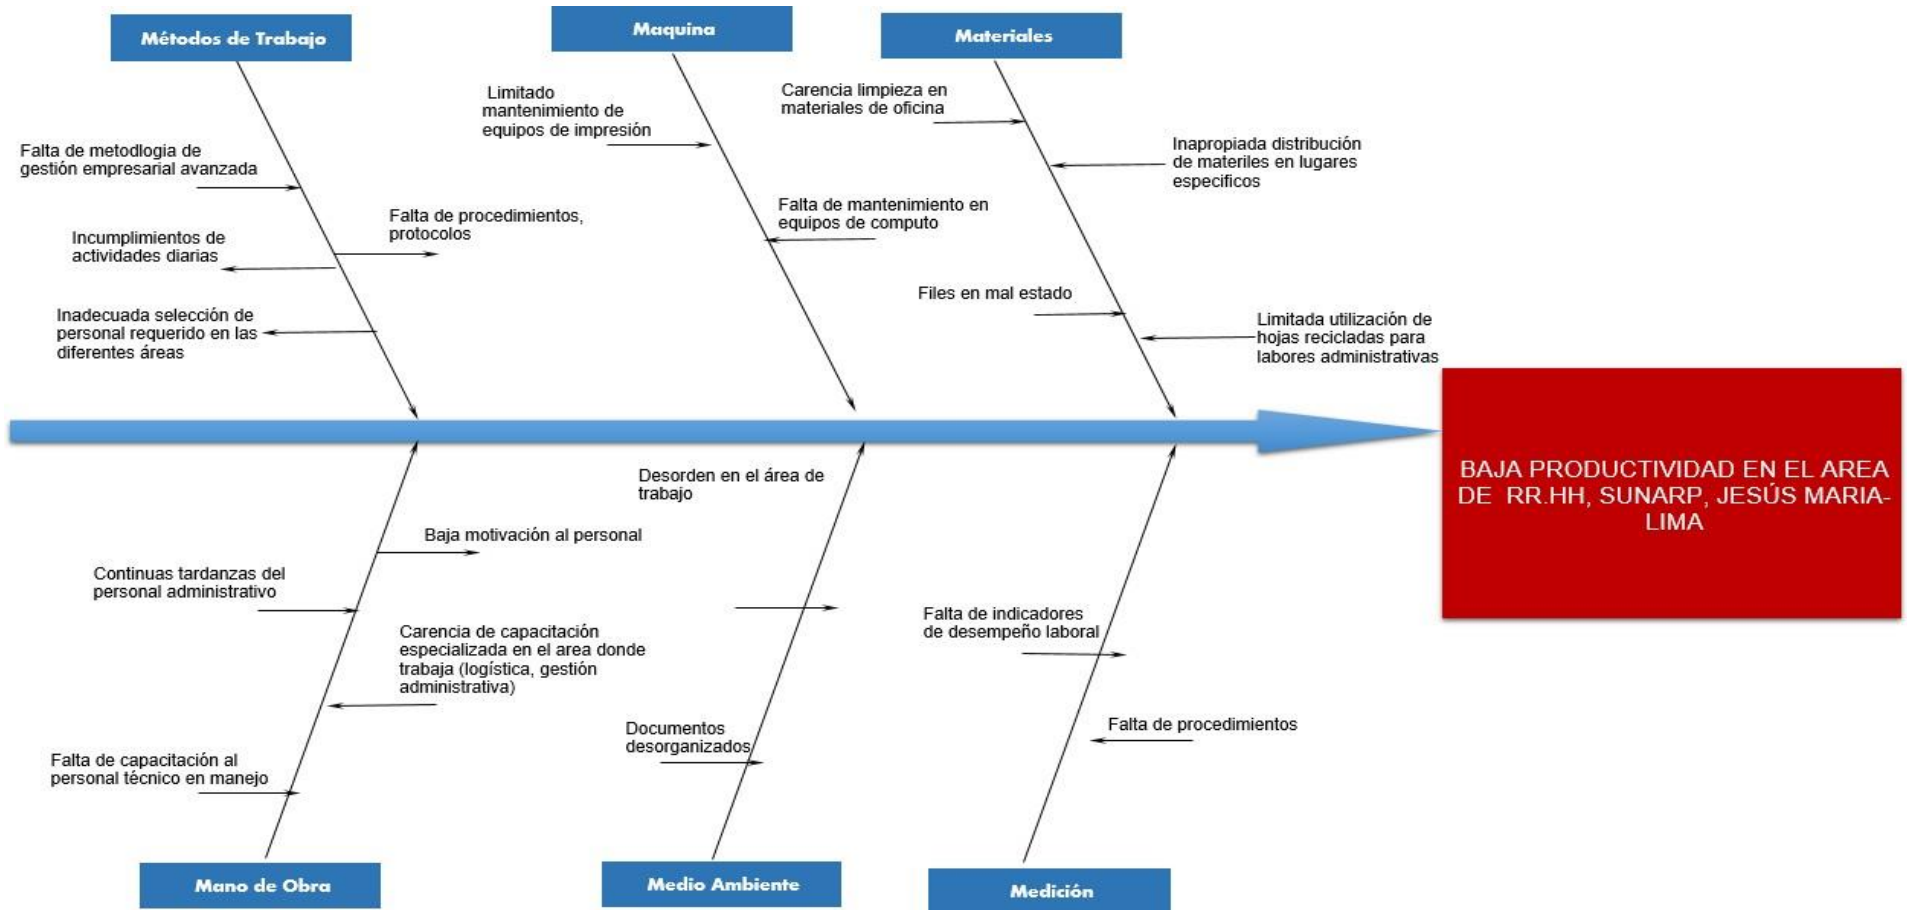 Métodos de Trabajo
Maquina
Materiales
Limitado
mantenimiento de
equipos de impresión
Carencia limpieza en
materiales de oficina
Falta de metodlogia de
gestión empresarial avanzada
Inapropiada distribución
de materiles en lugares
especificos
Falta de procedimientos,
protocolos
Falta de mantenimiento en
equipos de computo
Incumplimientos de
actividades diarias
Files en mal estado
Inadecuada selección de
personal requerido en las
diferentes áreas
Limitada utilización de
hojas recicladas para
labores administrativas
BAJA PRODUCTIVIDAD EN EL AREA
DE RR.HH, SUNARP, JESÚS MARIA-
LIMA
Desorden en el área de
trabajo
Baja motivación al personal
Continuas tardanzas del
personal administrativo
Falta de indicadores
de desempeño laboral
Carencia de capacitación
especializada en el area donde
trabaja (logística, gestión
administrativa)
Documentos
desorganizados
Falta de procedimientos
Falta de capacitación al
personal técnico en manejo
Mano de Obra
Medio Ambiente
Medición